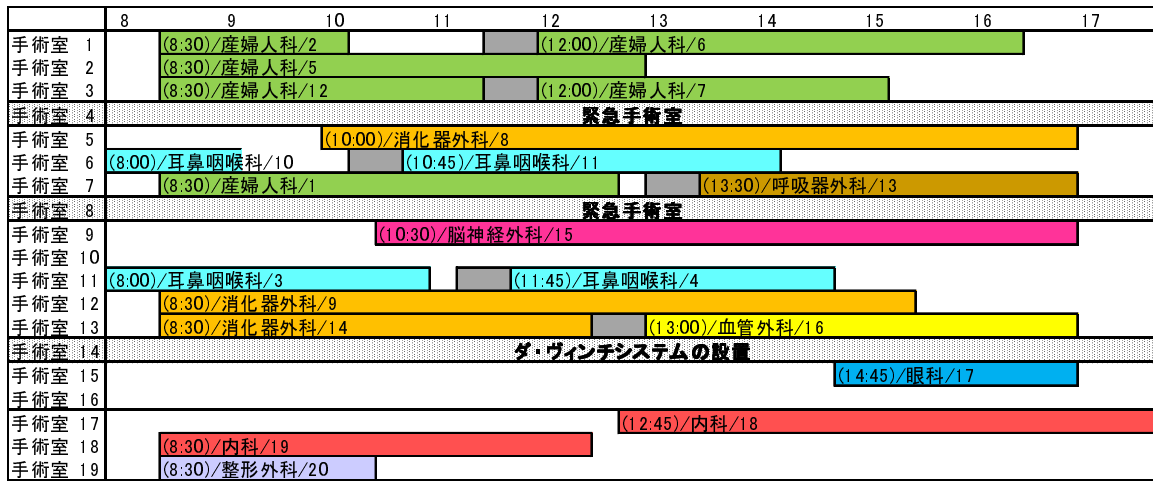 8 9 10 11 12 13 14 15 16 17
手術室 1 (8:30)/産婦人科/2 (12:00)/産婦人科/6
手術室 2 (8:30)/産婦人科/5
手術室 3 (8:30)/産婦人科/12 (12:00)/産婦人科/7
手術室 4 緊急手術室
手術室 5 (10:00)/消化器外科/8
手術室 6 (8:00)/耳鼻咽喉科/10 (10:45)/耳鼻咽喉科/11
手術室 7 (8:30)/産婦人科/1 (13:30)/呼吸器外科/13
手術室 8 緊急手術室
手術室 9 (10:30)/脳神経外科/15
手術室 10
手術室 11 (8:00)/耳鼻咽喉科/3 (11:45)/耳鼻咽喉科/4
手術室 12 (8:30)/消化器外科/9
手術室 13 (8:30)/消化器外科/14 (13:00)/血管外科/16
手術室 14 ダ・ヴィンチシステムの設置
手術室 15 (14:45)/眼科/17
手術室 16
手術室 17 (12:45)/内科/18
手術室 18 (8:30)/内科/19
手術室 19 (8:30)/整形外科/20